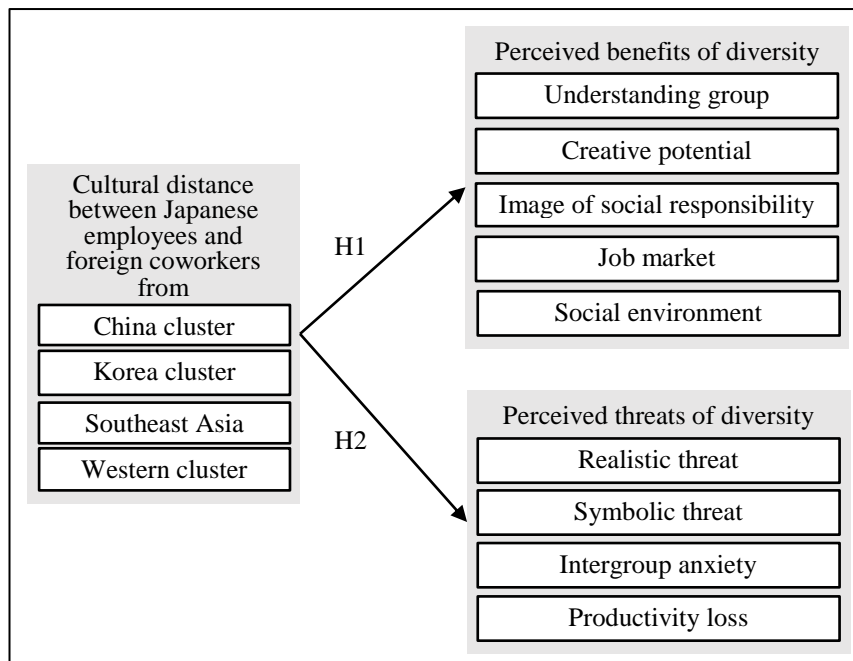 Cultural distance
between Japanese
employees and
foreign coworkers
from
China cluster
Korea cluster
Southeast Asia
Western cluster
H1
H2
Perceived benefits of diversity
Understanding group
Creative potential
Image of social responsibility
Job market
Social environment
Perceived threats of diversity
Realistic threat
Symbolic threat
Intergroup anxiety
Productivity loss